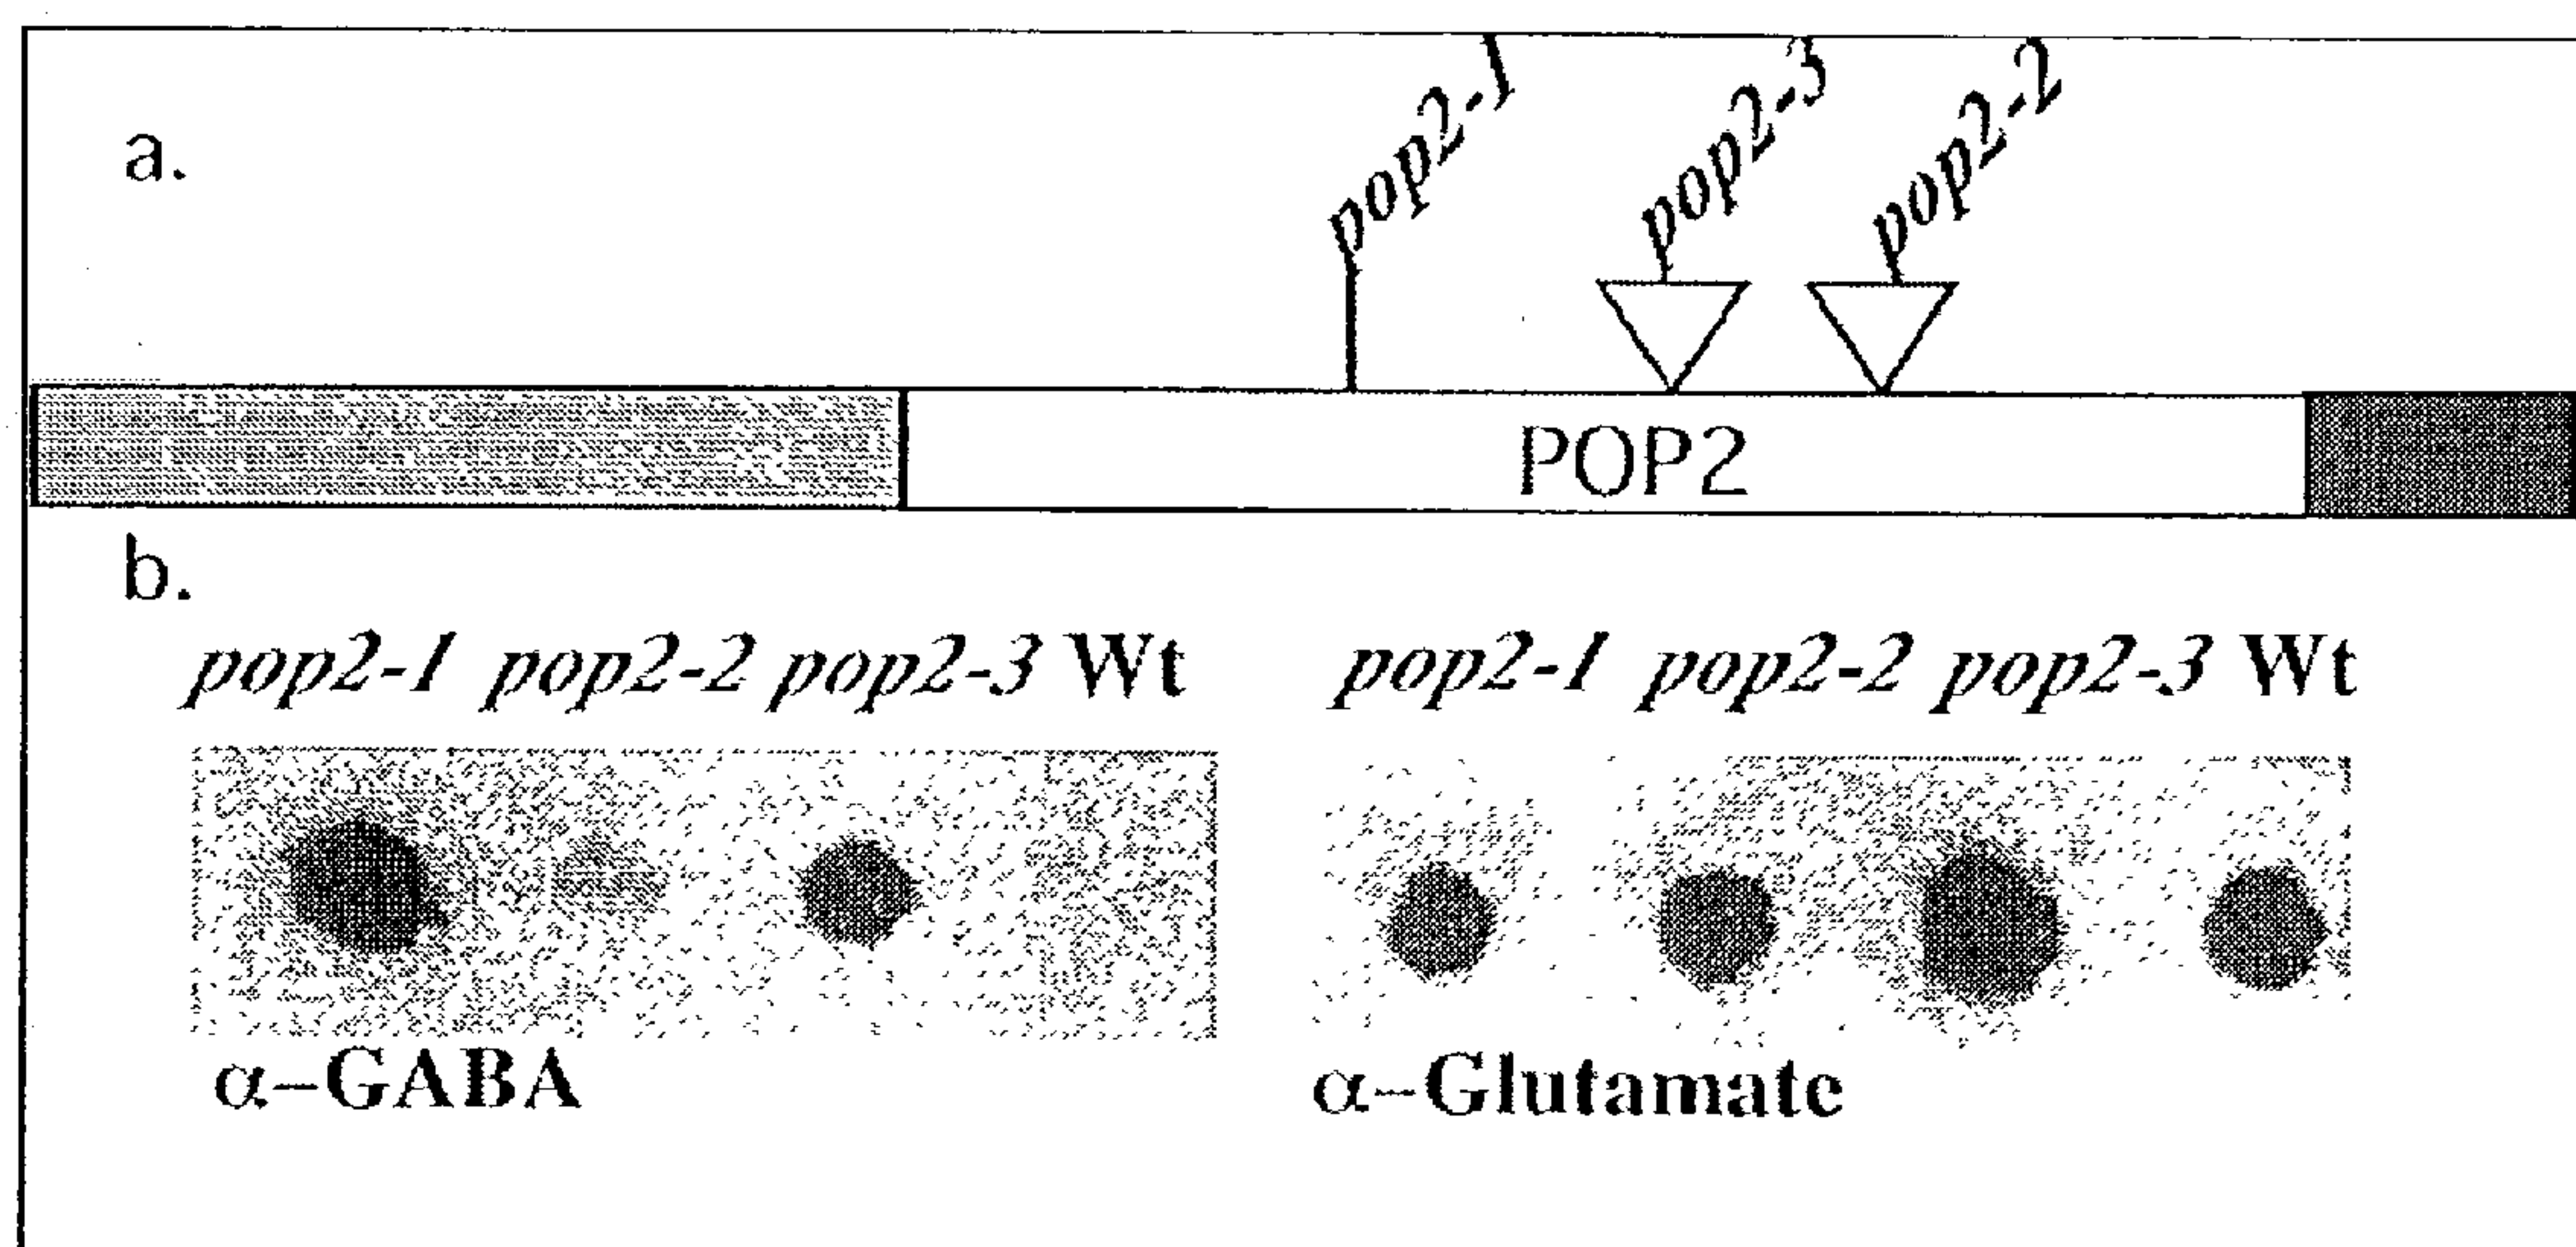 a.
pop2-1 pop2-3 pop2-2
POP2
b.
pop2-1 pop2-2 pop2-3 Wt pop2-1 pop2-2 pop2-3 Wt
α–GABA α–Glutamate